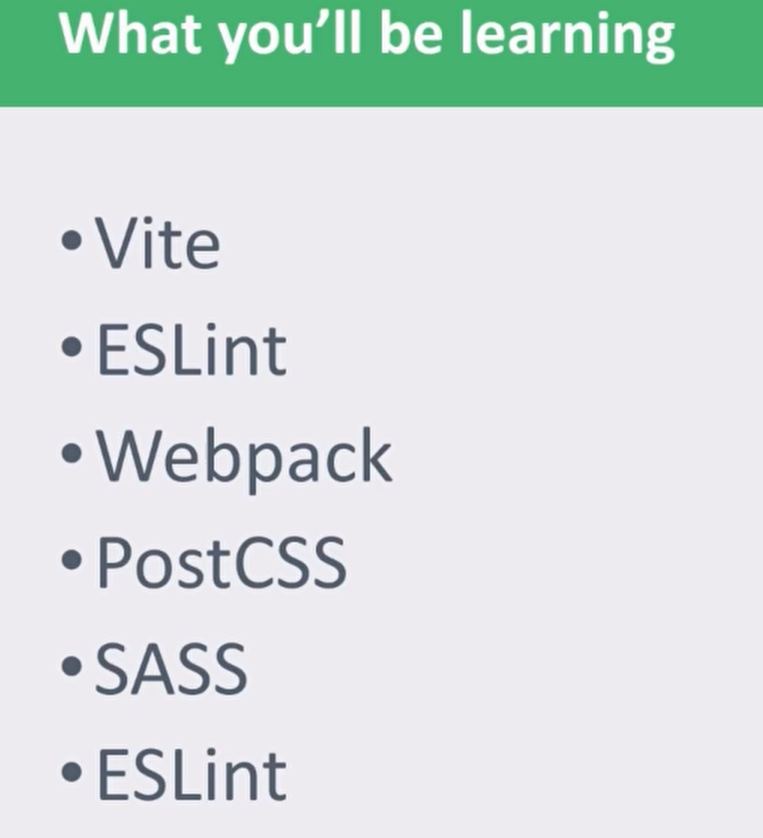 What you’ll be learning
• Vite
• ESLint
• Webpack
• PostCSS
• SASS
• ESLint